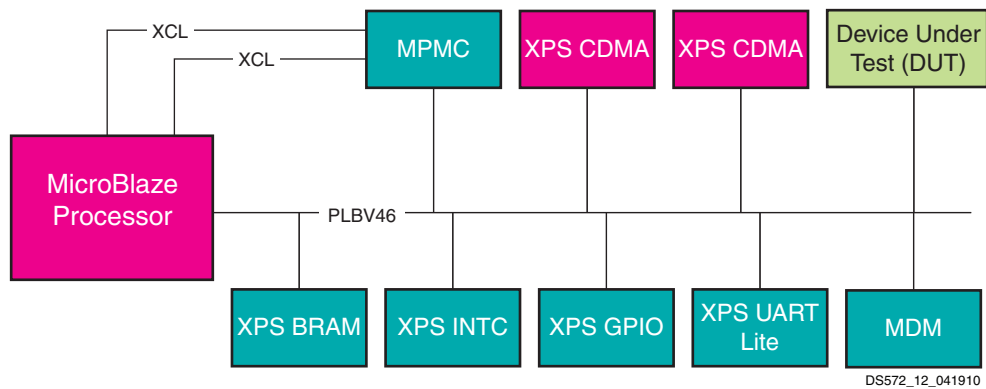 XCL
XCL
MPMC
XPS CDMA
XPS CDMA
Device Under
Test (DUT)
MicroBlaze
Processor
PLBV46
XPS BRAM
XPS INTC
XPS GPIO
XPS UART
Lite
MDM
DS572_12_041910